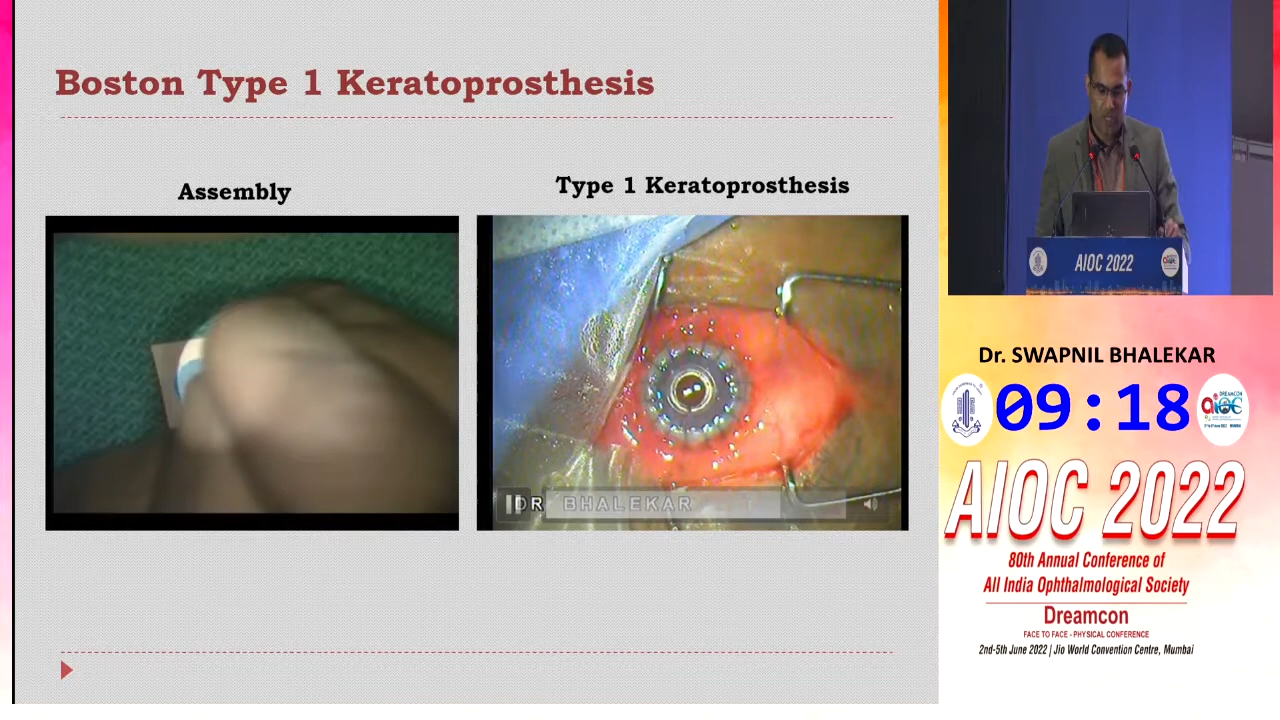 Boston Type 1 Keratoprosthesis
Assembly
Type 1 Keratoprosthesis
DR BHALEKAR
AIOC 2022
Dr. SWAPNIL BHALEKAR
09:18
AIOC 2022
80th Annual Conference of
All India Ophthalmological Society
Dreamcon
FACE TO FACE - PHYSICAL CONFERENCE
2nd-5th June 2022 | Jio World Convention Centre, Mumbai